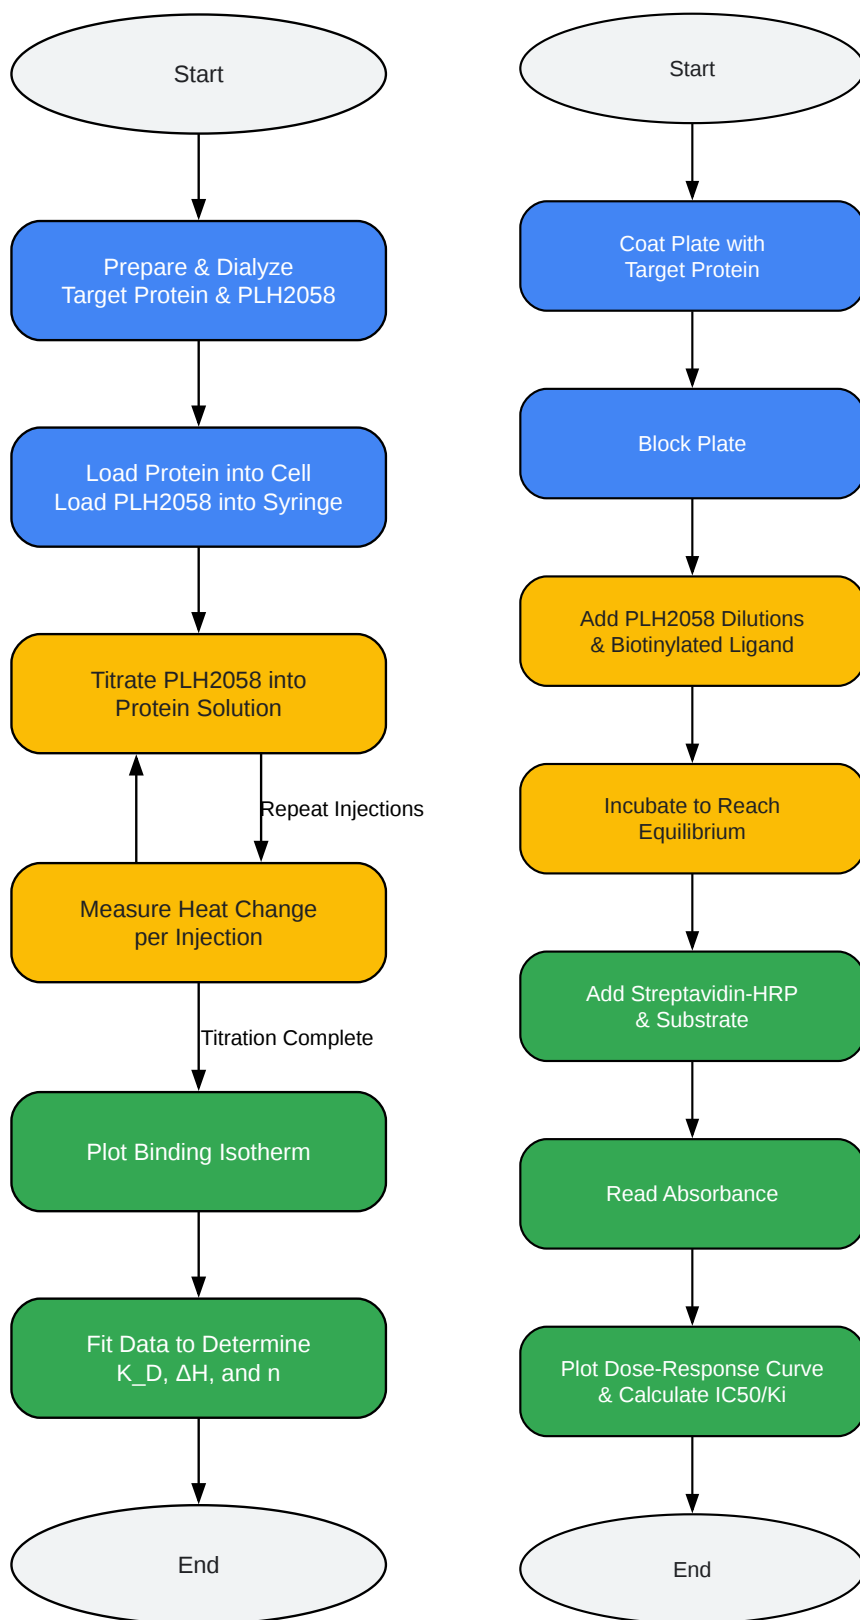 Start
Prepare & Dialyze
Target Protein & PLH2058
Load Protein into Cell
Load PLH2058 into Syringe
Titrate PLH2058 into
Protein Solution
Repeat Injections
Measure Heat Change
per Injection
Titration Complete
Plot Binding Isotherm
Fit Data to Determine
K_D, ΔH, and n
End
Start
Coat Plate with
Target Protein
Block Plate
Add PLH2058 Dilutions
& Biotinylated Ligand
Incubate to Reach
Equilibrium
Add Streptavidin-HRP
& Substrate
Read Absorbance
Plot Dose-Response Curve
& Calculate IC50/Ki
End